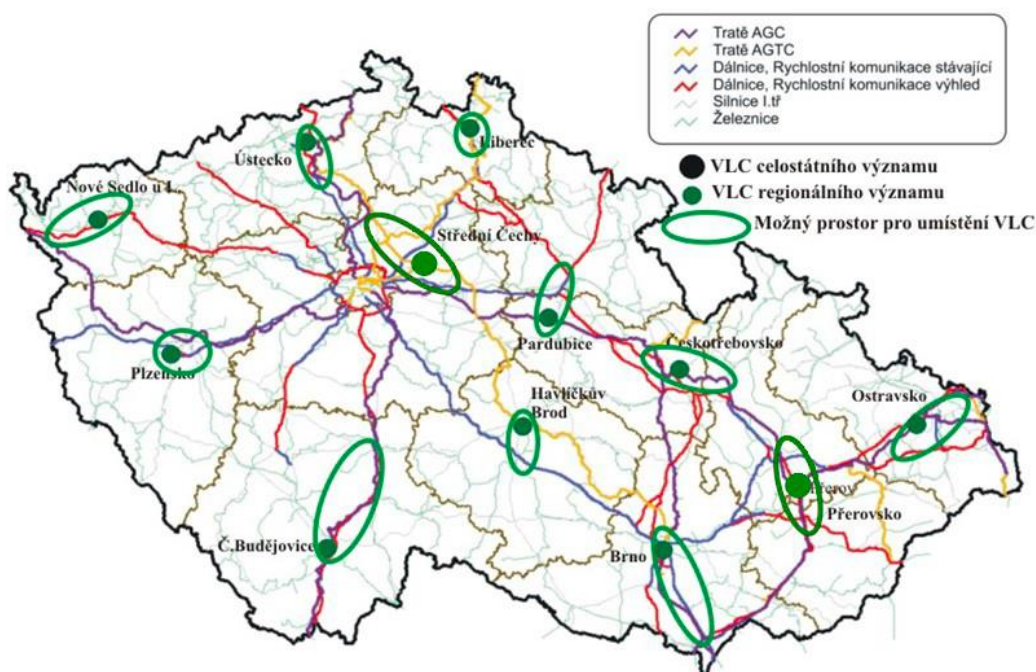 Tratě AGC
Tratě AGTC
Dálnice, Rychlostní komunikace stávající
Dálnice, Rychlostní komunikace výhled
Silnice I.tř
Železnice
VLC celostátního významu
VLC regionálního významu
Možný prostor pro umístění VLC
Liberec
Ústecko
Nové Sedlo u L.
Střední Čechy
Pardubice
Českotřebovsko
Plzeňsko
Havlíčkův
Brod
Ostravsko
Přerov
Přerovsko
Č.Budějovice
Brno